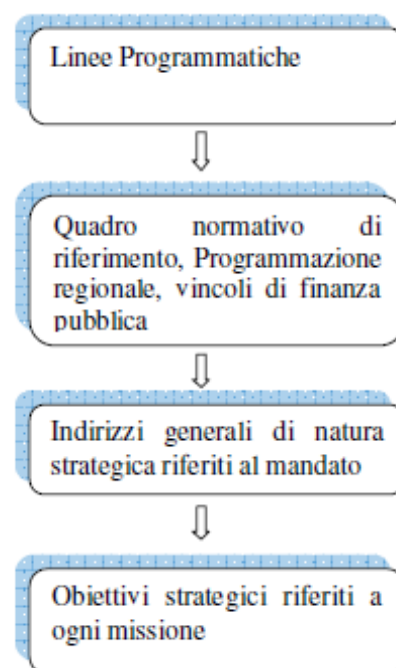 Linee Programmatiche
Quadro normativo di
riferimento, Programmazione
regionale, vincoli di finanza
pubblica
Indirizzi generali di natura
strategica riferiti al mandato
Obiettivi strategici riferiti a
ogni missione